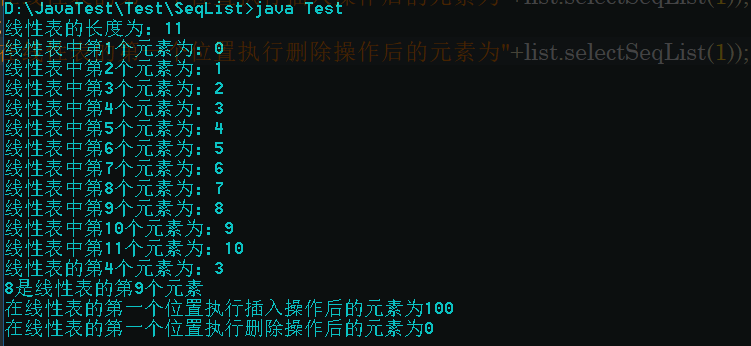 D:\JavaTest\Test\SeqList>java Test
线性表的长度为：11
线性表中第1个元素为：0
位置执行删除操作后的元素为"+list.selectSeqList(1));
线性表中第2个元素为：1
线性表中第3个元素为：2
线性表中第4个元素为：3
线性表中第5个元素为：4
线性表中第6个元素为：5
线性表中第7个元素为：6
线性表中第8个元素为：7
线性表中第9个元素为：8
线性表中第10个元素为：9
线性表中第11个元素为：10
线性表的第4个元素为：3
8是线性表的第9个元素
在线性表的第一个位置执行插入操作后的元素为100
在线性表的第一个位置执行删除操作后的元素为0